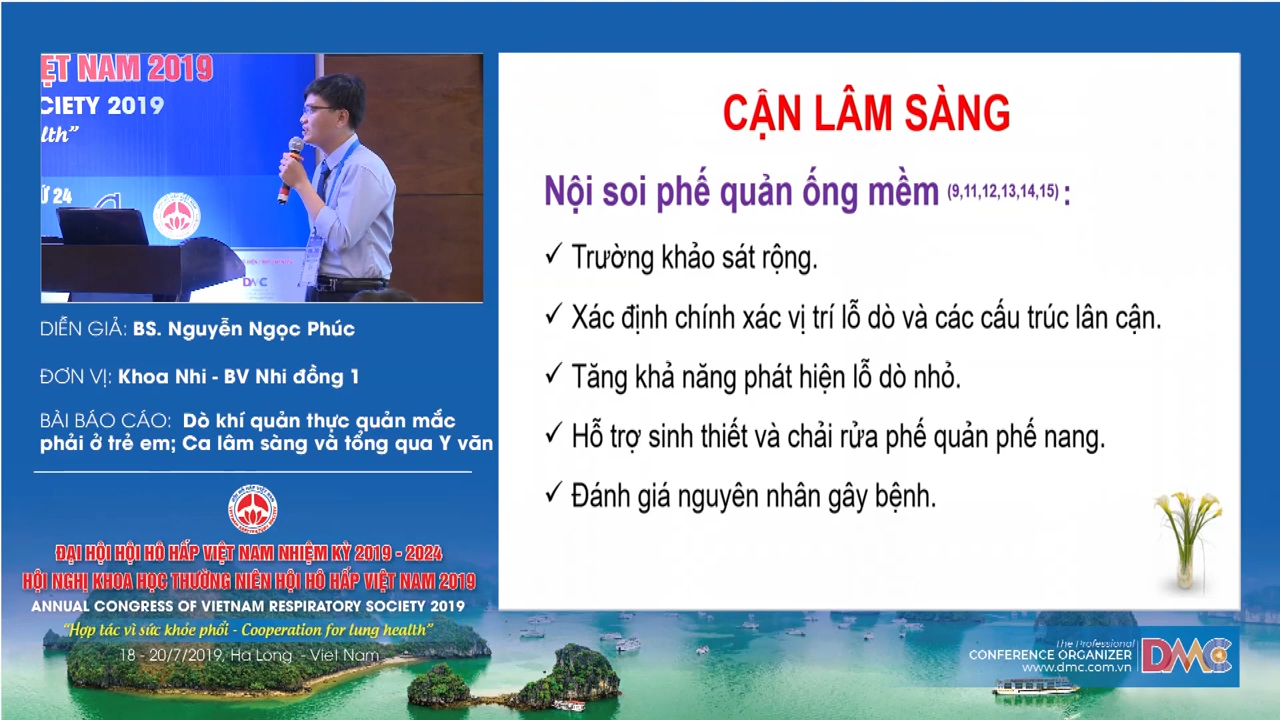 ỆT NAM 2019
CIETY 2019
lth”
Ứ 24
DMC
DIỄN GIẢ: BS. Nguyễn Ngọc Phúc
ĐƠN VỊ: Khoa Nhi - BV Nhi đồng 1
BÀI BÁO CÁO: Dò khí quản thực quản mắc
phải ở trẻ em; Ca lâm sàng và tổng qua Y văn
ĐẠI HỘI HỘI HÔ HẤP VIỆT NAM NHIỆM KỲ 2019 - 2024
HỘI NGHỊ KHOA HỌC THƯỜNG NIÊN HỘI HÔ HẤP VIỆT NAM 2019
ANNUAL CONGRESS OF VIETNAM RESPIRATORY SOCIETY 2019
“Hợp tác vì sức khỏe phổi - Cooperation for lung health”
18 - 20/7/2019, Ha Long - Viet Nam
CẬN LÂM SÀNG
Nội soi phế quản ống mềm (9,11,12,13,14,15) :
✓ Trường khảo sát rộng.
✓ Xác định chính xác vị trí lỗ dò và các cấu trúc lân cận.
✓ Tăng khả năng phát hiện lỗ dò nhỏ.
✓ Hỗ trợ sinh thiết và chải rửa phế quản phế nang.
✓ Đánh giá nguyên nhân gây bệnh.
The Professional
CONFERENCE ORGANIZER
www.dmc.com.vn
DMC